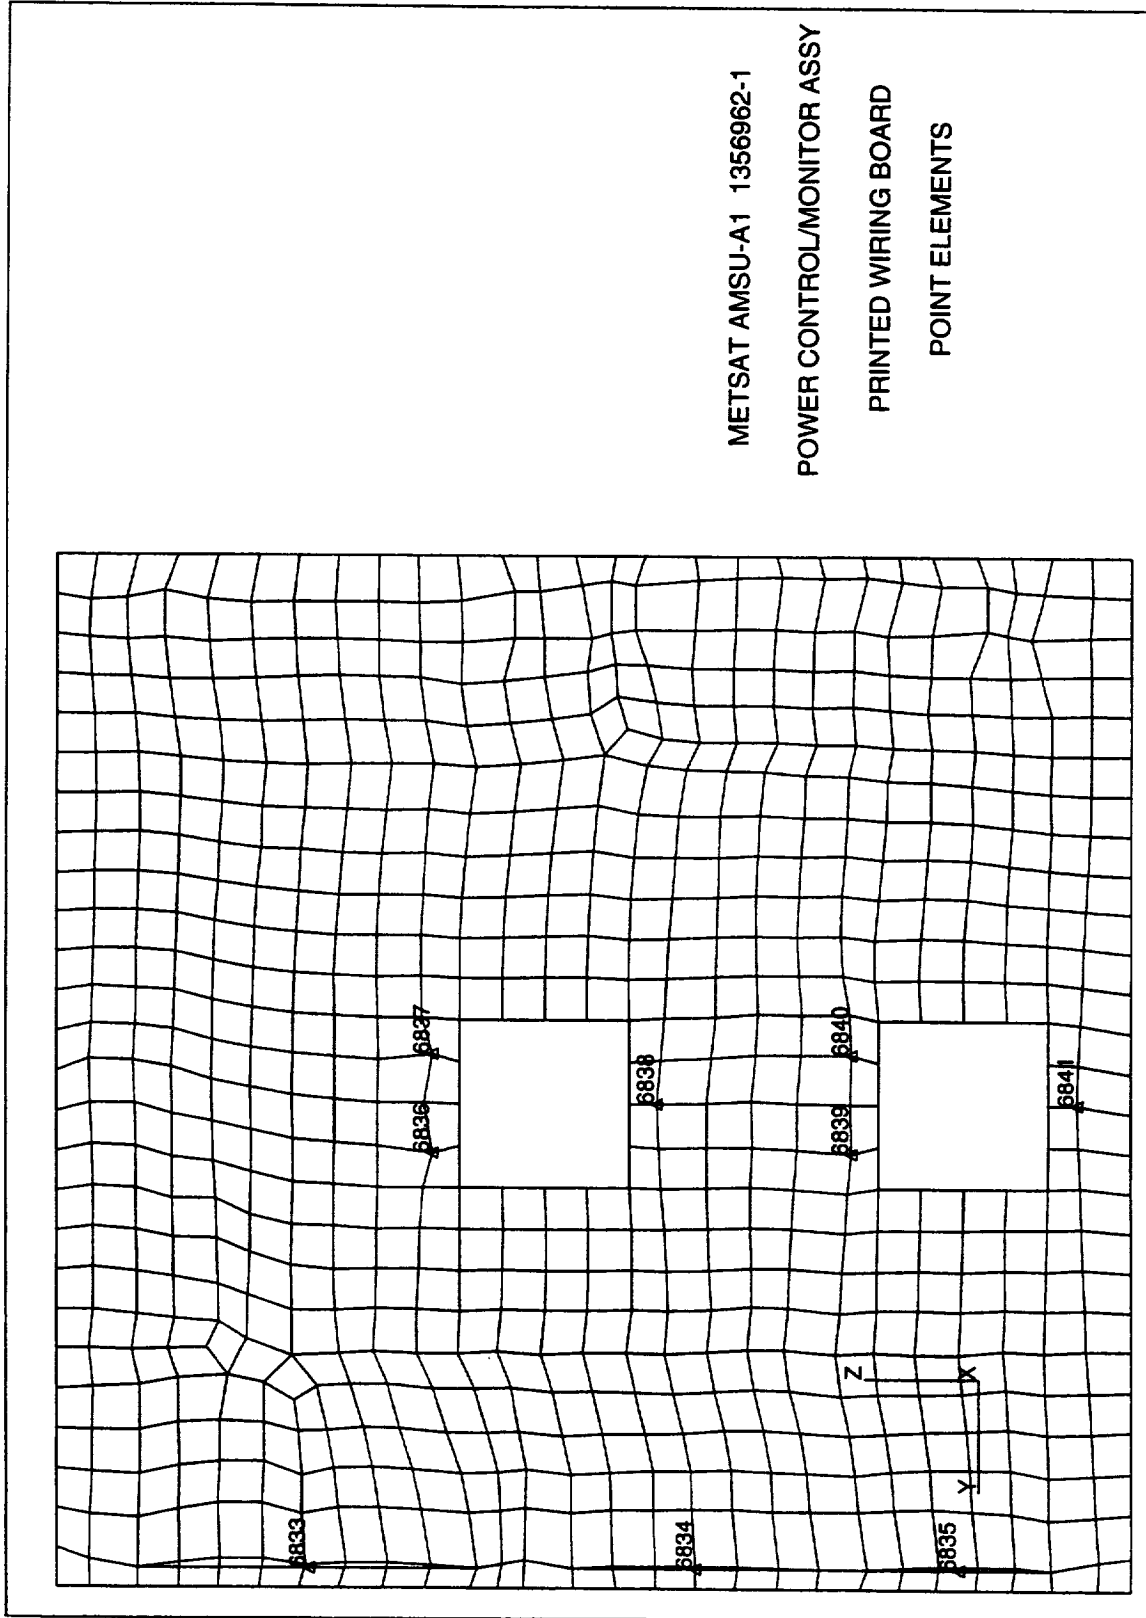 METSAT AMSU-A1 1356962-1
POWER CONTROL/MONITOR ASSY
PRINTED WIRING BOARD
POINT ELEMENTS
6833
6834
6835
6836
6837
6838
6839
6840
6841
Z
X
Y